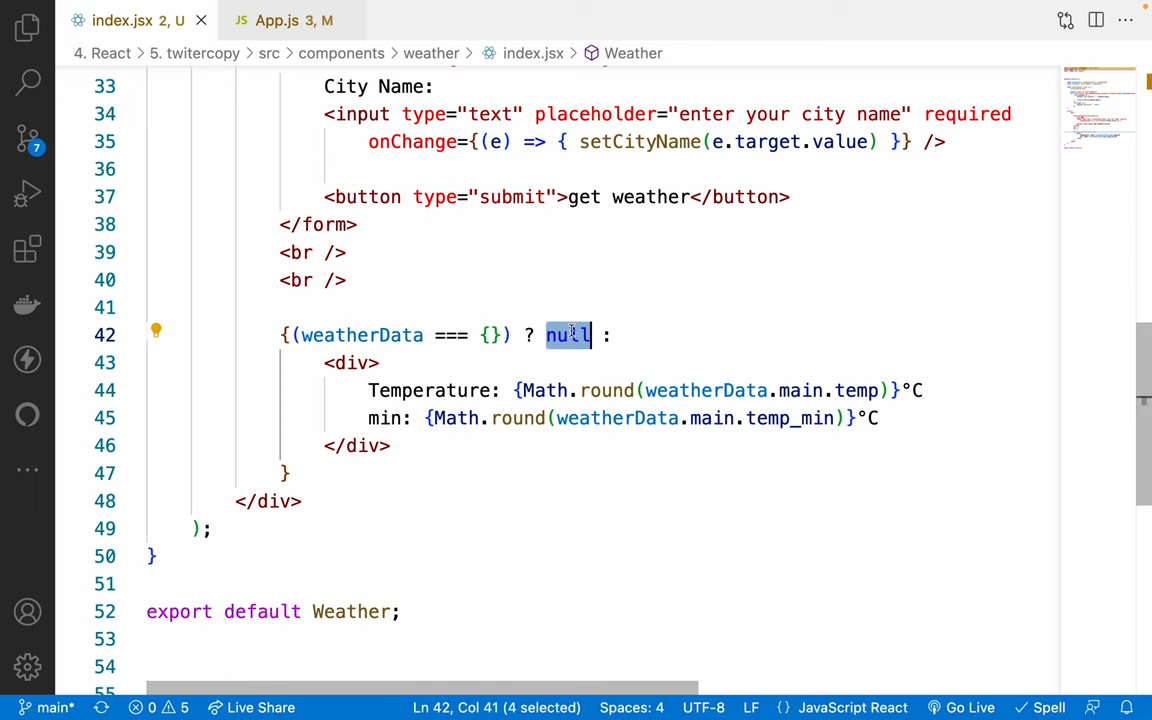 index.jsx 2, U
JS App.js 3, M
4. React > 5. twitercopy > src > components > weather > index.jsx > Weather
33 City Name:
34 <input type="text" placeholder="enter your city name" required
35 onChange={(e) => { setCityName(e.target.value) }} />
36
37 <button type="submit">get weather</button>
38 </form>
39 <br />
40 <br />
41
42 {(weatherData === {}) ? null :
43 <div>
44 Temperature: {Math.round(weatherData.main.temp)}°C
45 min: {Math.round(weatherData.main.temp_min)}°C
46 </div>
47 }
48 </div>
49 );
50 }
51
52 export default Weather;
53
54
55
7
main* 0 5 Live Share Ln 42, Col 41 (4 selected) Spaces: 4 UTF-8 LF {} JavaScript React Go Live Spell